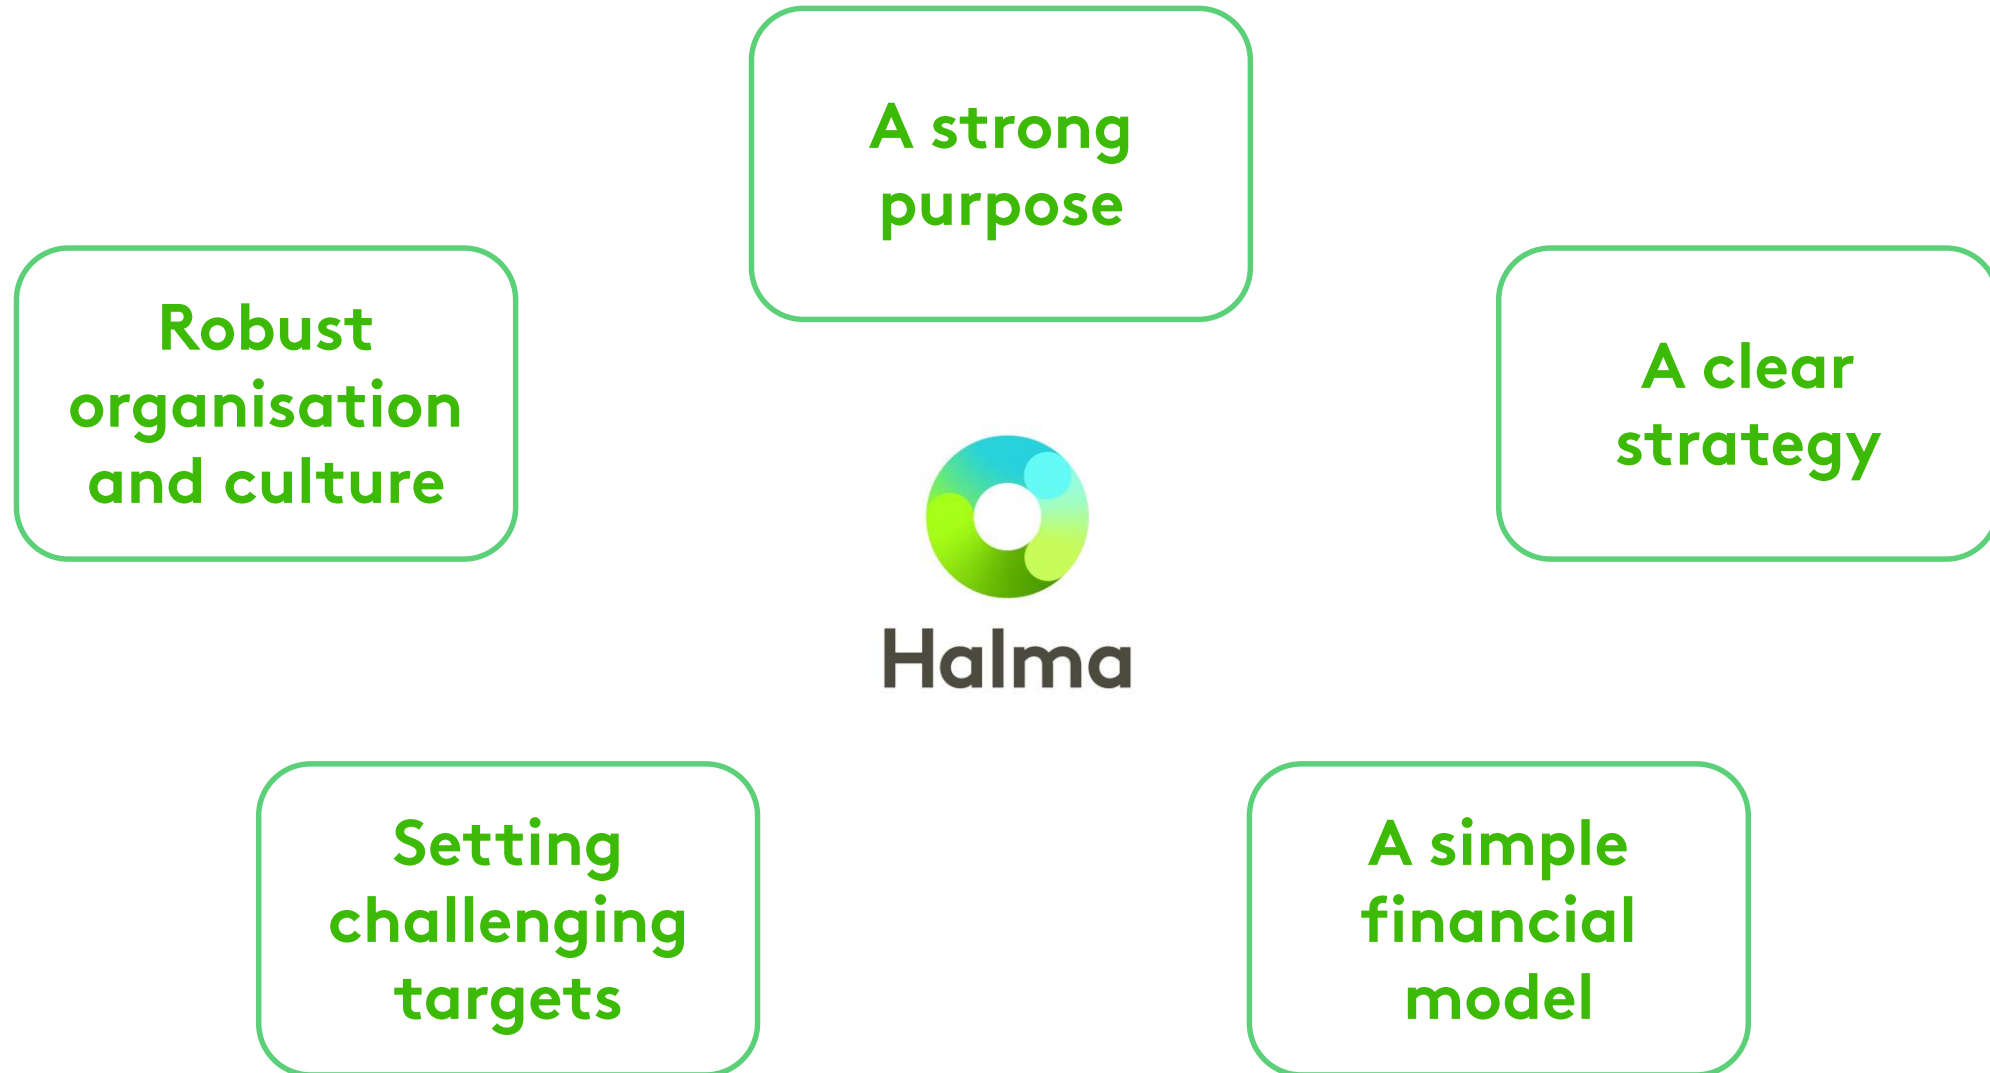 A strong
purpose
Robust
organisation
and culture
A clear
strategy
Halma
Setting
challenging
targets
A simple
financial
model